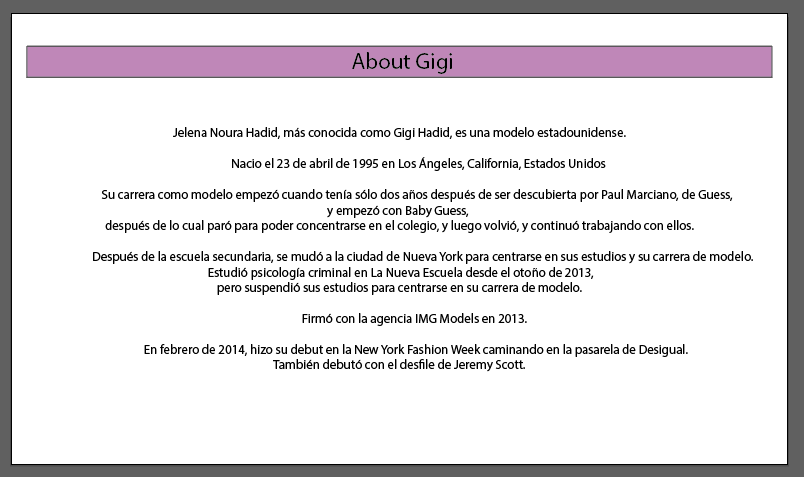 About Gigi
Jelena Noura Hadid, más conocida como Gigi Hadid, es una modelo estadounidense.
Nacio el 23 de abril de 1995 en Los Ángeles, California, Estados Unidos
Su carrera como modelo empezó cuando tenía sólo dos años después de ser descubierta por Paul Marciano, de Guess,
y empezó con Baby Guess,
después de lo cual paró para poder concentrarse en el colegio, y luego volvió, y continuó trabajando con ellos.
Después de la escuela secundaria, se mudó a la ciudad de Nueva York para centrarse en sus estudios y su carrera de modelo.
Estudió psicología criminal en La Nueva Escuela desde el otoño de 2013,
pero suspendió sus estudios para centrarse en su carrera de modelo.
Firmó con la agencia IMG Models en 2013.
En febrero de 2014, hizo su debut en la New York Fashion Week caminando en la pasarela de Desigual.
También debutó con el desfile de Jeremy Scott.